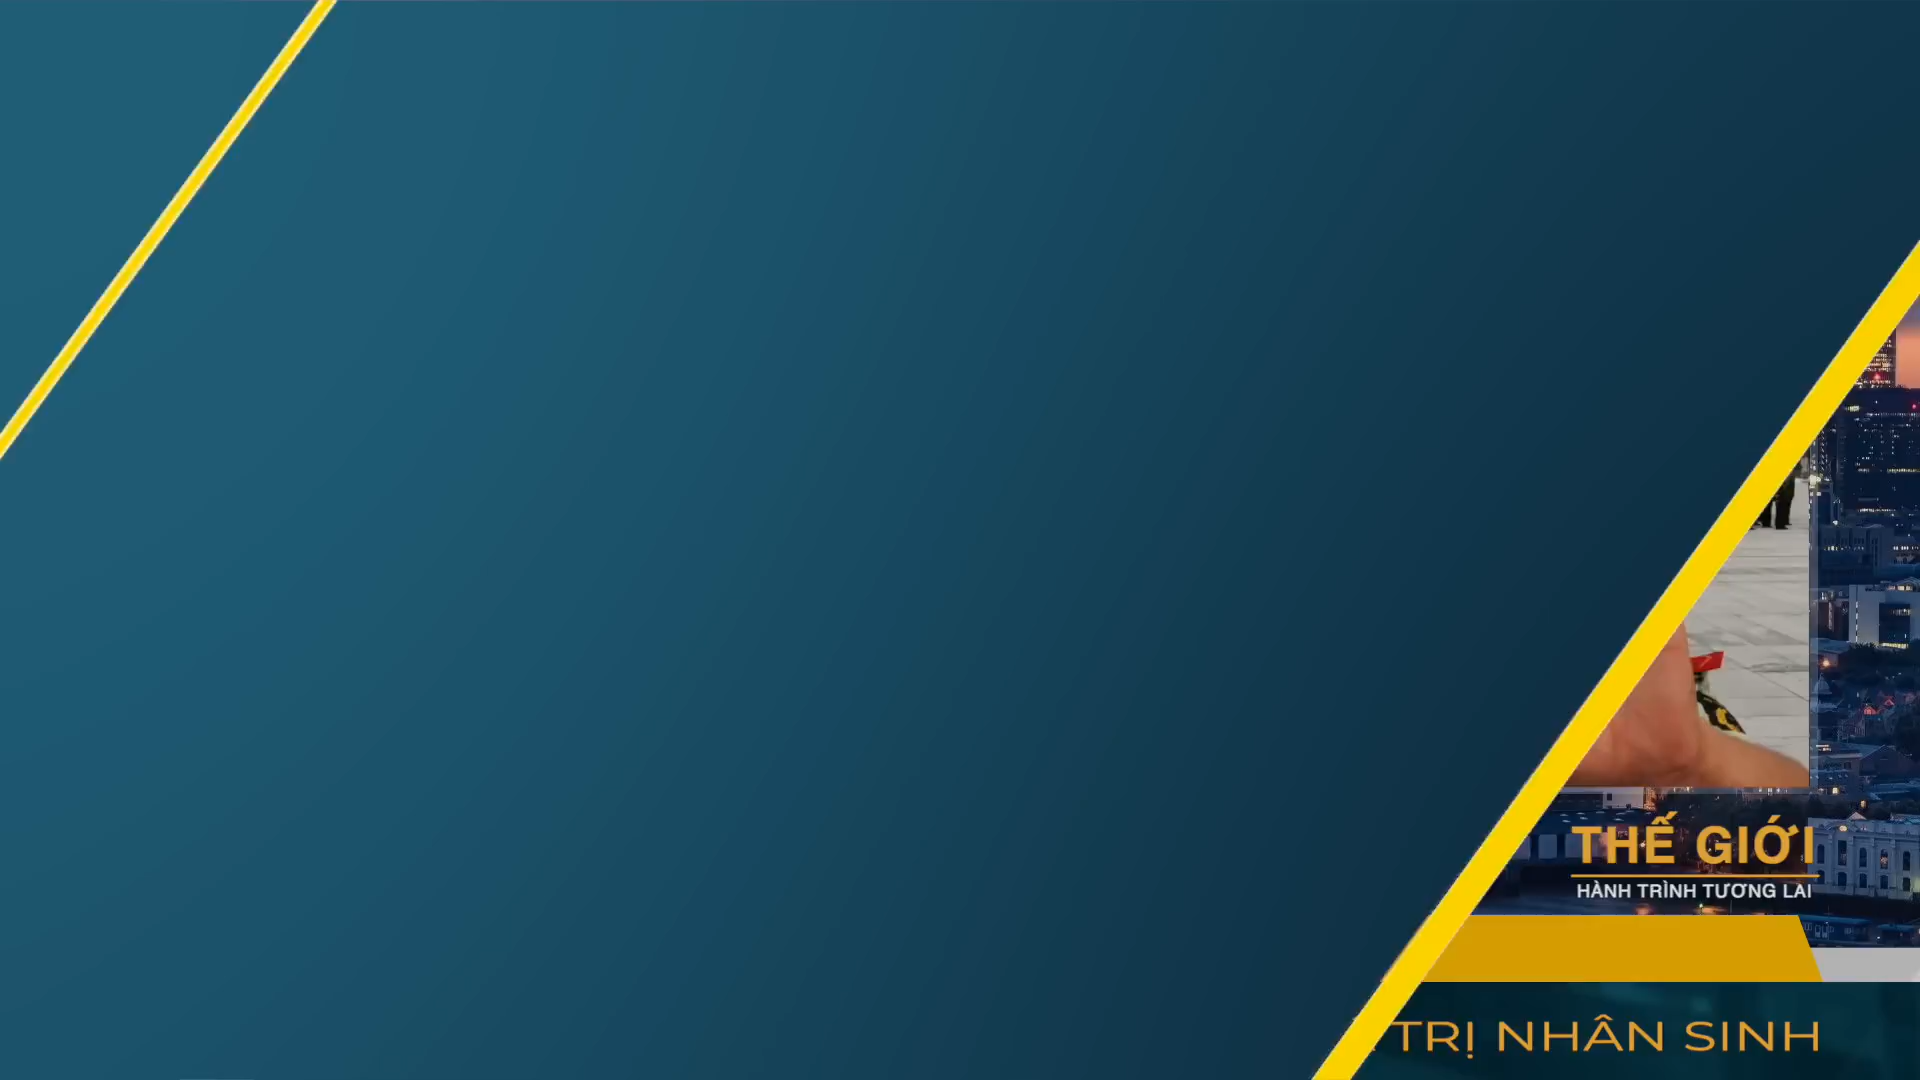 THẾ GIỚI
HÀNH TRÌNH TƯƠNG LAI
TRỊ NHÂN SINH